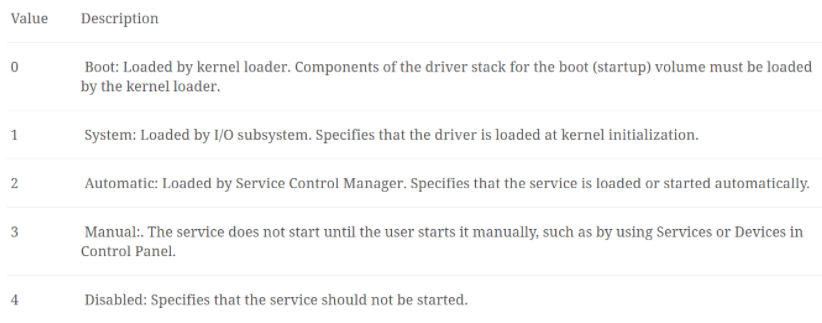 Value Description
0 Boot: Loaded by kernel loader. Components of the driver stack for the boot (startup) volume must be loaded
by the kernel loader.
1 System: Loaded by I/O subsystem. Specifies that the driver is loaded at kernel initialization.
2 Automatic: Loaded by Service Control Manager. Specifies that the service is loaded or started automatically.
3 Manual:. The service does not start until the user starts it manually, such as by using Services or Devices in
Control Panel.
4 Disabled: Specifies that the service should not be started.